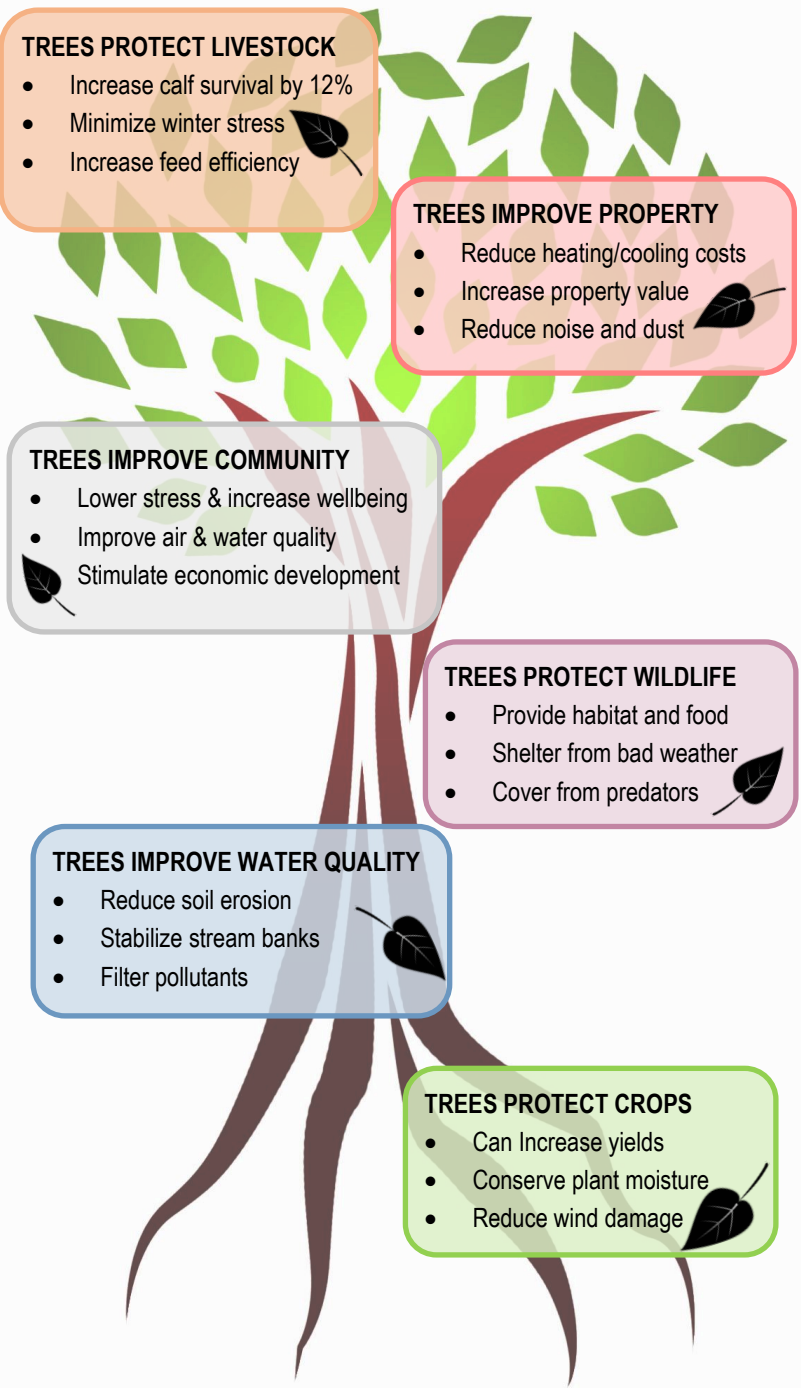 TREES PROTECT LIVESTOCK
• Increase calf survival by 12%
• Minimize winter stress
• Increase feed efficiency
TREES IMPROVE PROPERTY
• Reduce heating/cooling costs
• Increase property value
• Reduce noise and dust
TREES IMPROVE COMMUNITY
• Lower stress & increase wellbeing
• Improve air & water quality
Stimulate economic development
TREES PROTECT WILDLIFE
• Provide habitat and food
• Shelter from bad weather
• Cover from predators
TREES IMPROVE WATER QUALITY
• Reduce soil erosion
• Stabilize stream banks
• Filter pollutants
TREES PROTECT CROPS
• Can Increase yields
• Conserve plant moisture
• Reduce wind damage